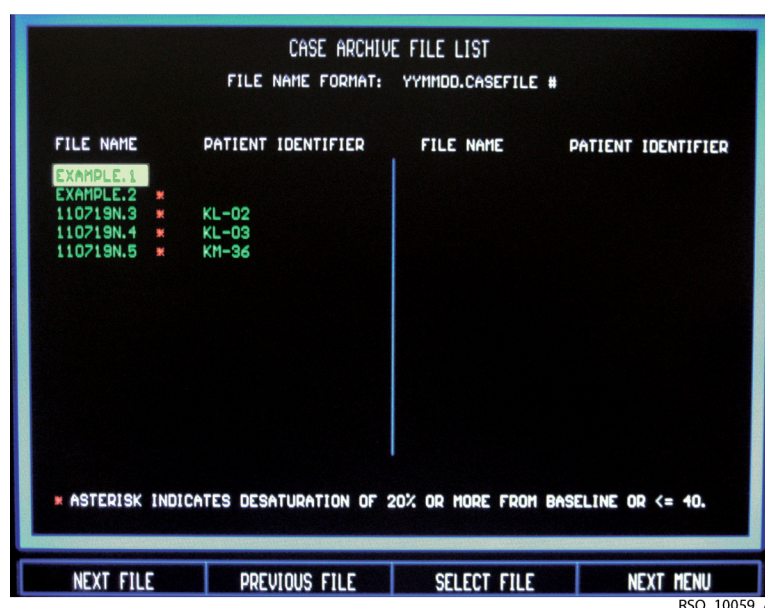 CASE ARCHIVE FILE LIST
FILE NAME FORMAT: YYMMDD.CASEFILE #
FILE NAME PATIENT IDENTIFIER FILE NAME PATIENT IDENTIFIER
EXAMPLE.1
EXAMPLE.2 *
110719N.3 * KL-02
110719N.4 * KL-03
110719N.5 * KM-36
* ASTERISK INDICATES DESATURATION OF 20% OR MORE FROM BASELINE OR <= 40.
NEXT FILE PREVIOUS FILE SELECT FILE NEXT MENU
RSO_10059_